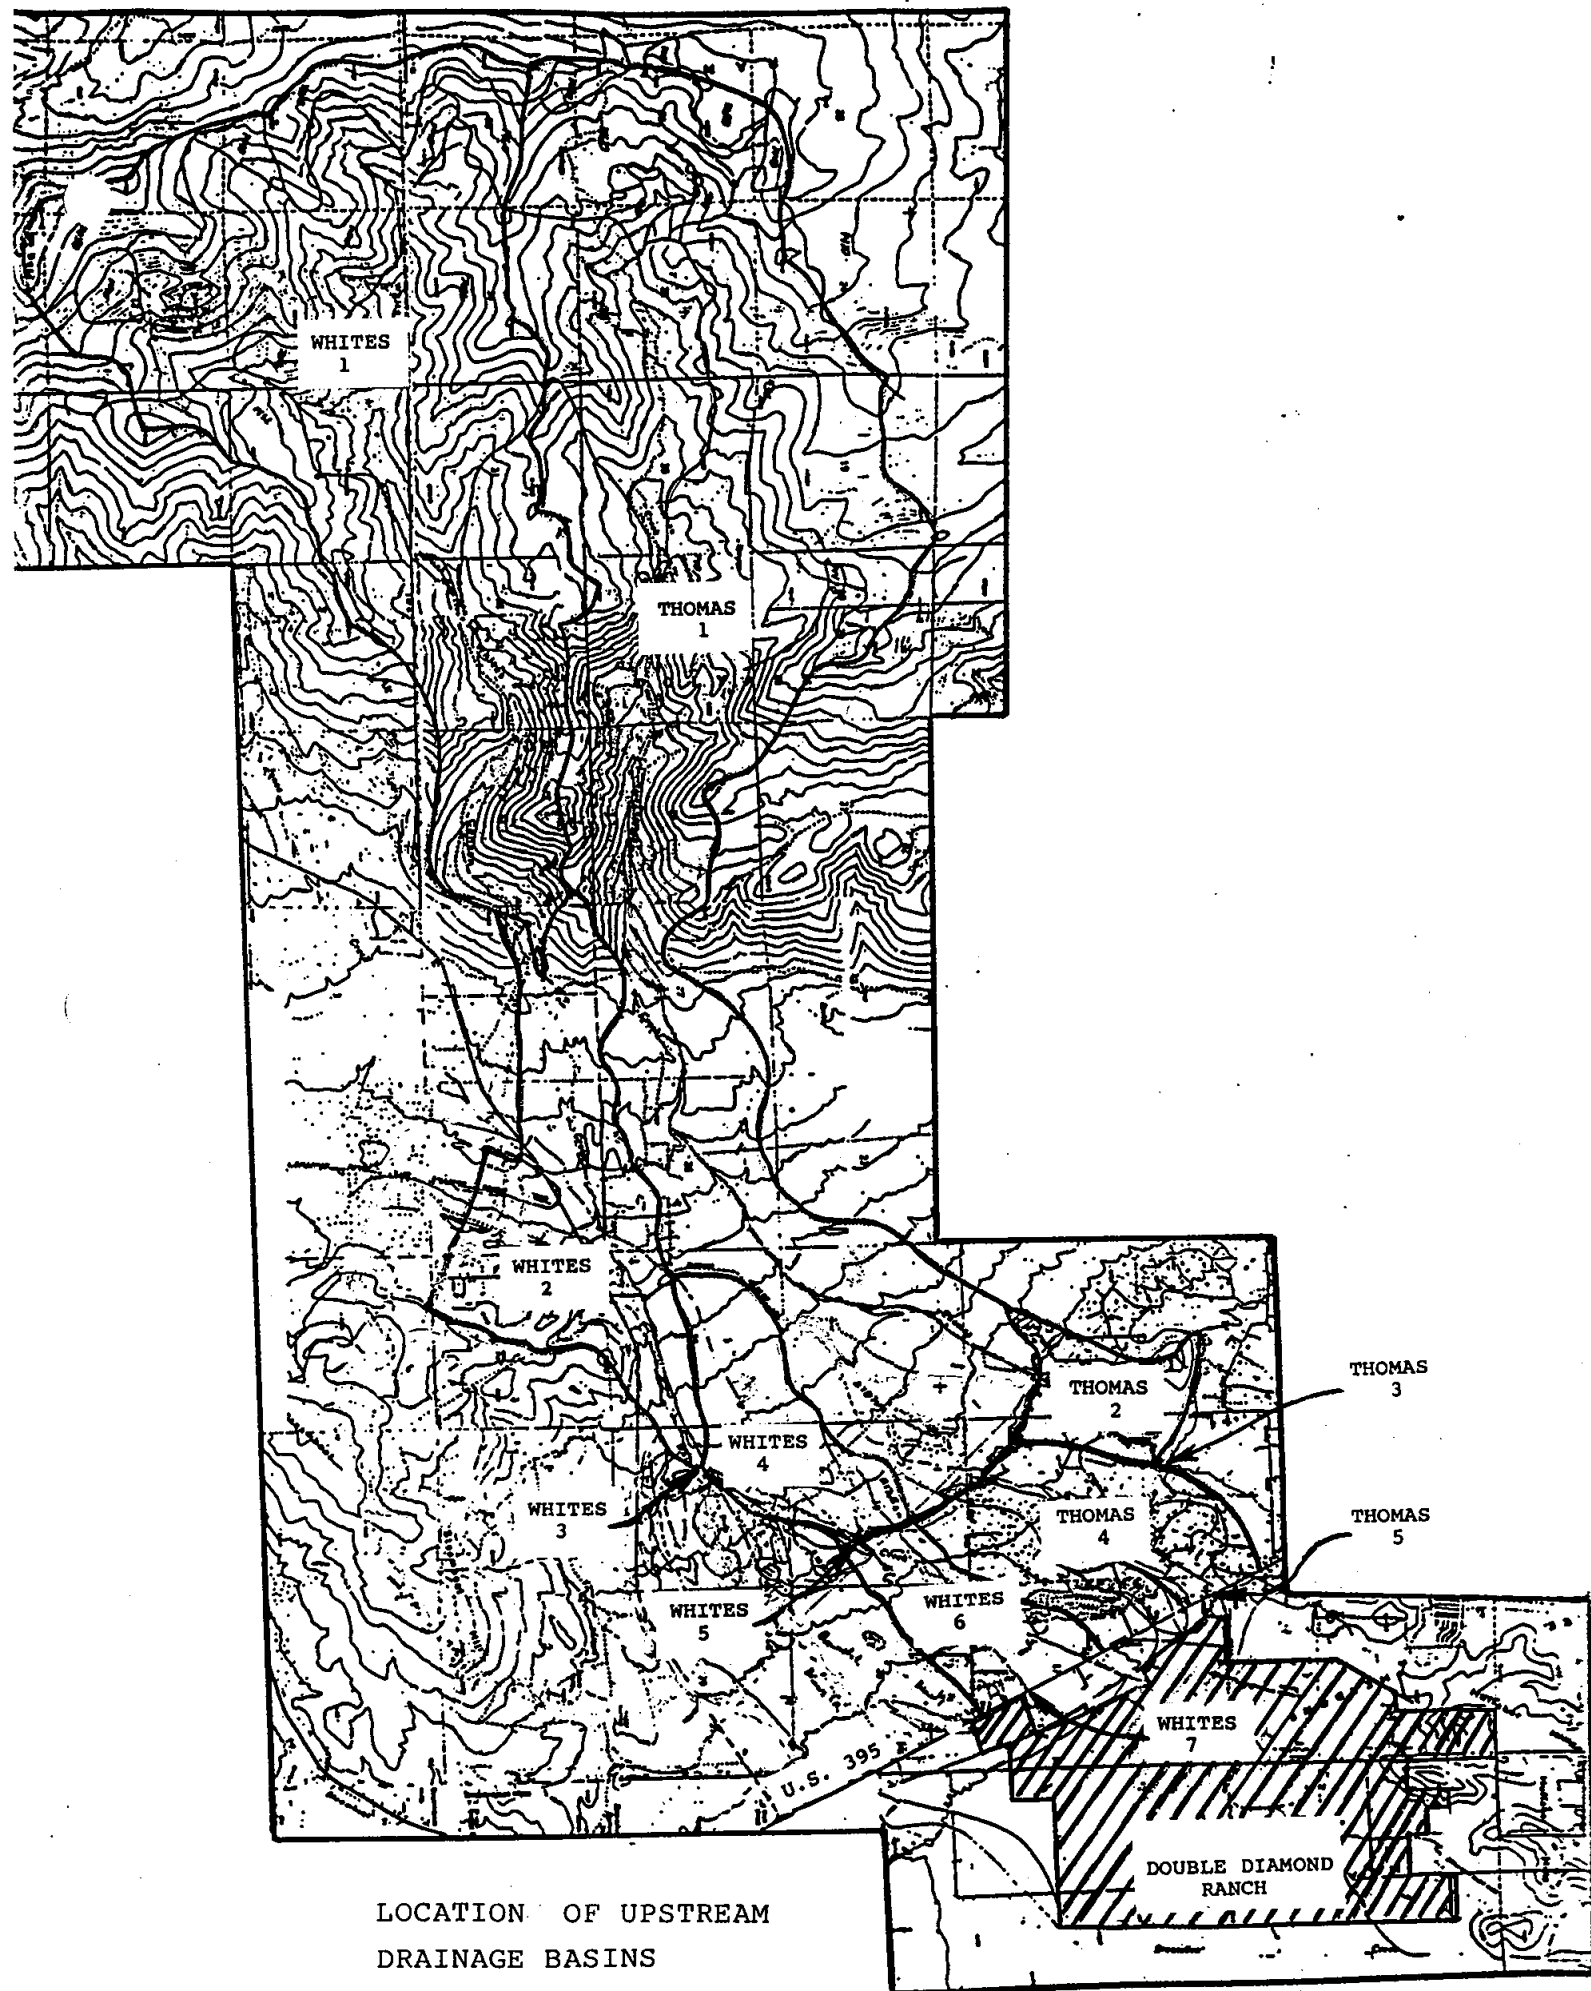 WHITES
1
THOMAS
1
WHITES
2
THOMAS
2
THOMAS
3
WHITES
4
WHITES
3
THOMAS
4
THOMAS
5
WHITES
5
WHITES
6
WHITES
7
U.S. 395
DOUBLE DIAMOND
RANCH
LOCATION OF UPSTREAM
DRAINAGE BASINS